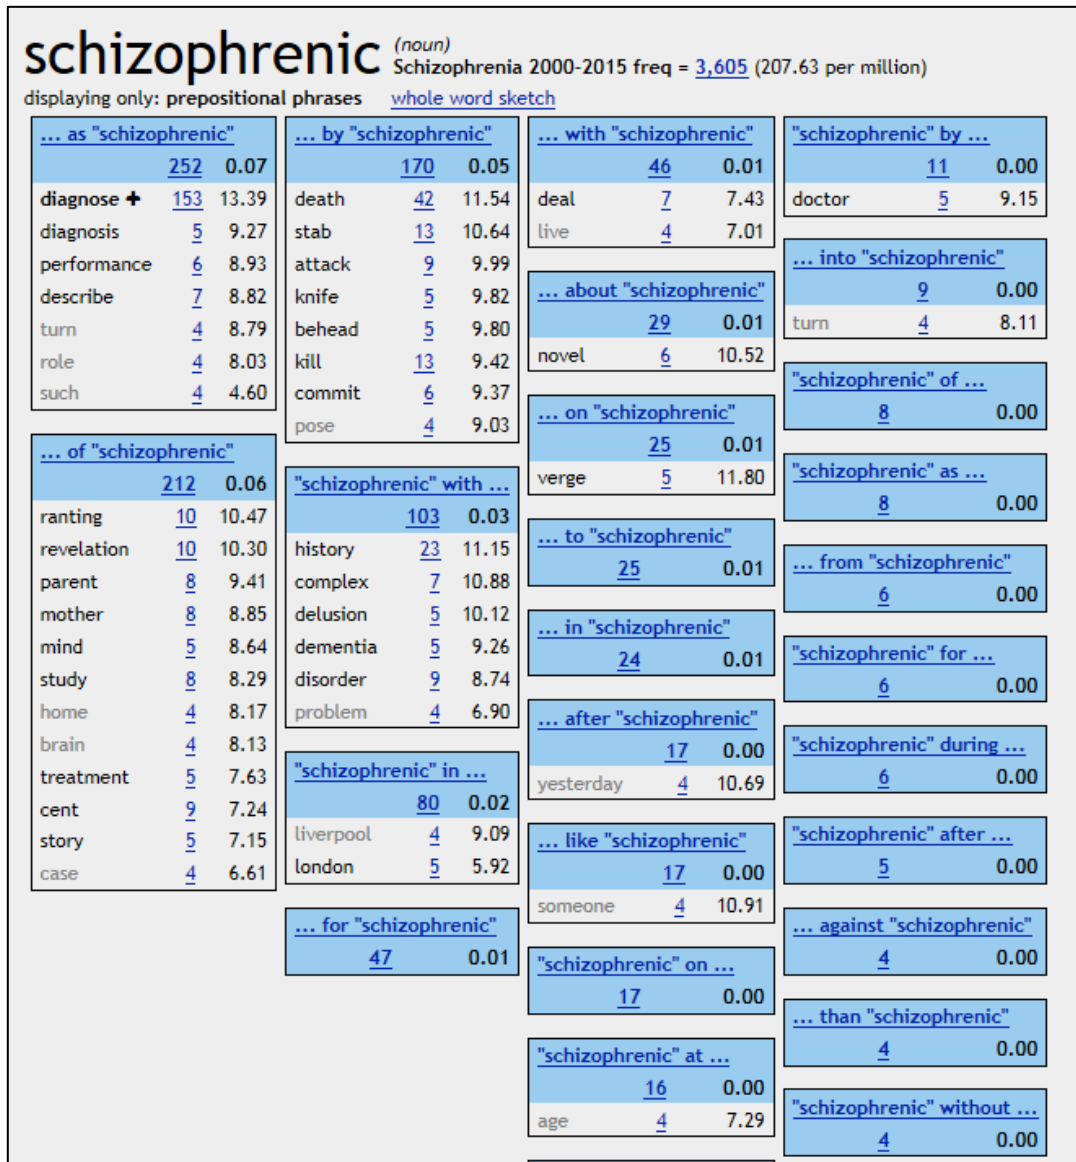 schizophrenic (noun)
Schizophrenia 2000-2015 freq = 3,605 (207.63 per million)
displaying only: prepositional phrases whole word sketch
... as "schizophrenic"
252 0.07
diagnose + 153 13.39
diagnosis 5 9.27
performance 6 8.93
describe 7 8.82
turn 4 8.79
role 4 8.03
such 4 4.60
... of "schizophrenic"
212 0.06
ranting 10 10.47
revelation 10 10.30
parent 8 9.41
mother 8 8.85
mind 5 8.64
study 8 8.29
home 4 8.17
brain 4 8.13
treatment 5 7.63
cent 9 7.24
story 5 7.15
case 4 6.61
... by "schizophrenic"
170 0.05
death 42 11.54
stab 13 10.64
attack 9 9.99
knife 5 9.82
behead 5 9.80
kill 13 9.42
commit 6 9.37
pose 4 9.03
"schizophrenic" with ...
103 0.03
history 23 11.15
complex 7 10.88
delusion 5 10.12
dementia 5 9.26
disorder 9 8.74
problem 4 6.90
"schizophrenic" in ...
80 0.02
liverpool 4 9.09
london 5 5.92
... for "schizophrenic"
47 0.01
... with "schizophrenic"
46 0.01
deal 7 7.43
live 4 7.01
... about "schizophrenic"
29 0.01
novel 6 10.52
... on "schizophrenic"
25 0.01
verge 5 11.80
... to "schizophrenic"
25 0.01
... in "schizophrenic"
24 0.01
... after "schizophrenic"
17 0.00
yesterday 4 10.69
... like "schizophrenic"
17 0.00
someone 4 10.91
"schizophrenic" on ...
17 0.00
"schizophrenic" at ...
16 0.00
age 4 7.29
"schizophrenic" by ...
11 0.00
doctor 5 9.15
... into "schizophrenic"
9 0.00
turn 4 8.11
"schizophrenic" of ...
8 0.00
"schizophrenic" as ...
8 0.00
... from "schizophrenic"
6 0.00
"schizophrenic" for ...
6 0.00
"schizophrenic" during ...
6 0.00
"schizophrenic" after ...
5 0.00
... against "schizophrenic"
4 0.00
... than "schizophrenic"
4 0.00
"schizophrenic" without ...
4 0.00